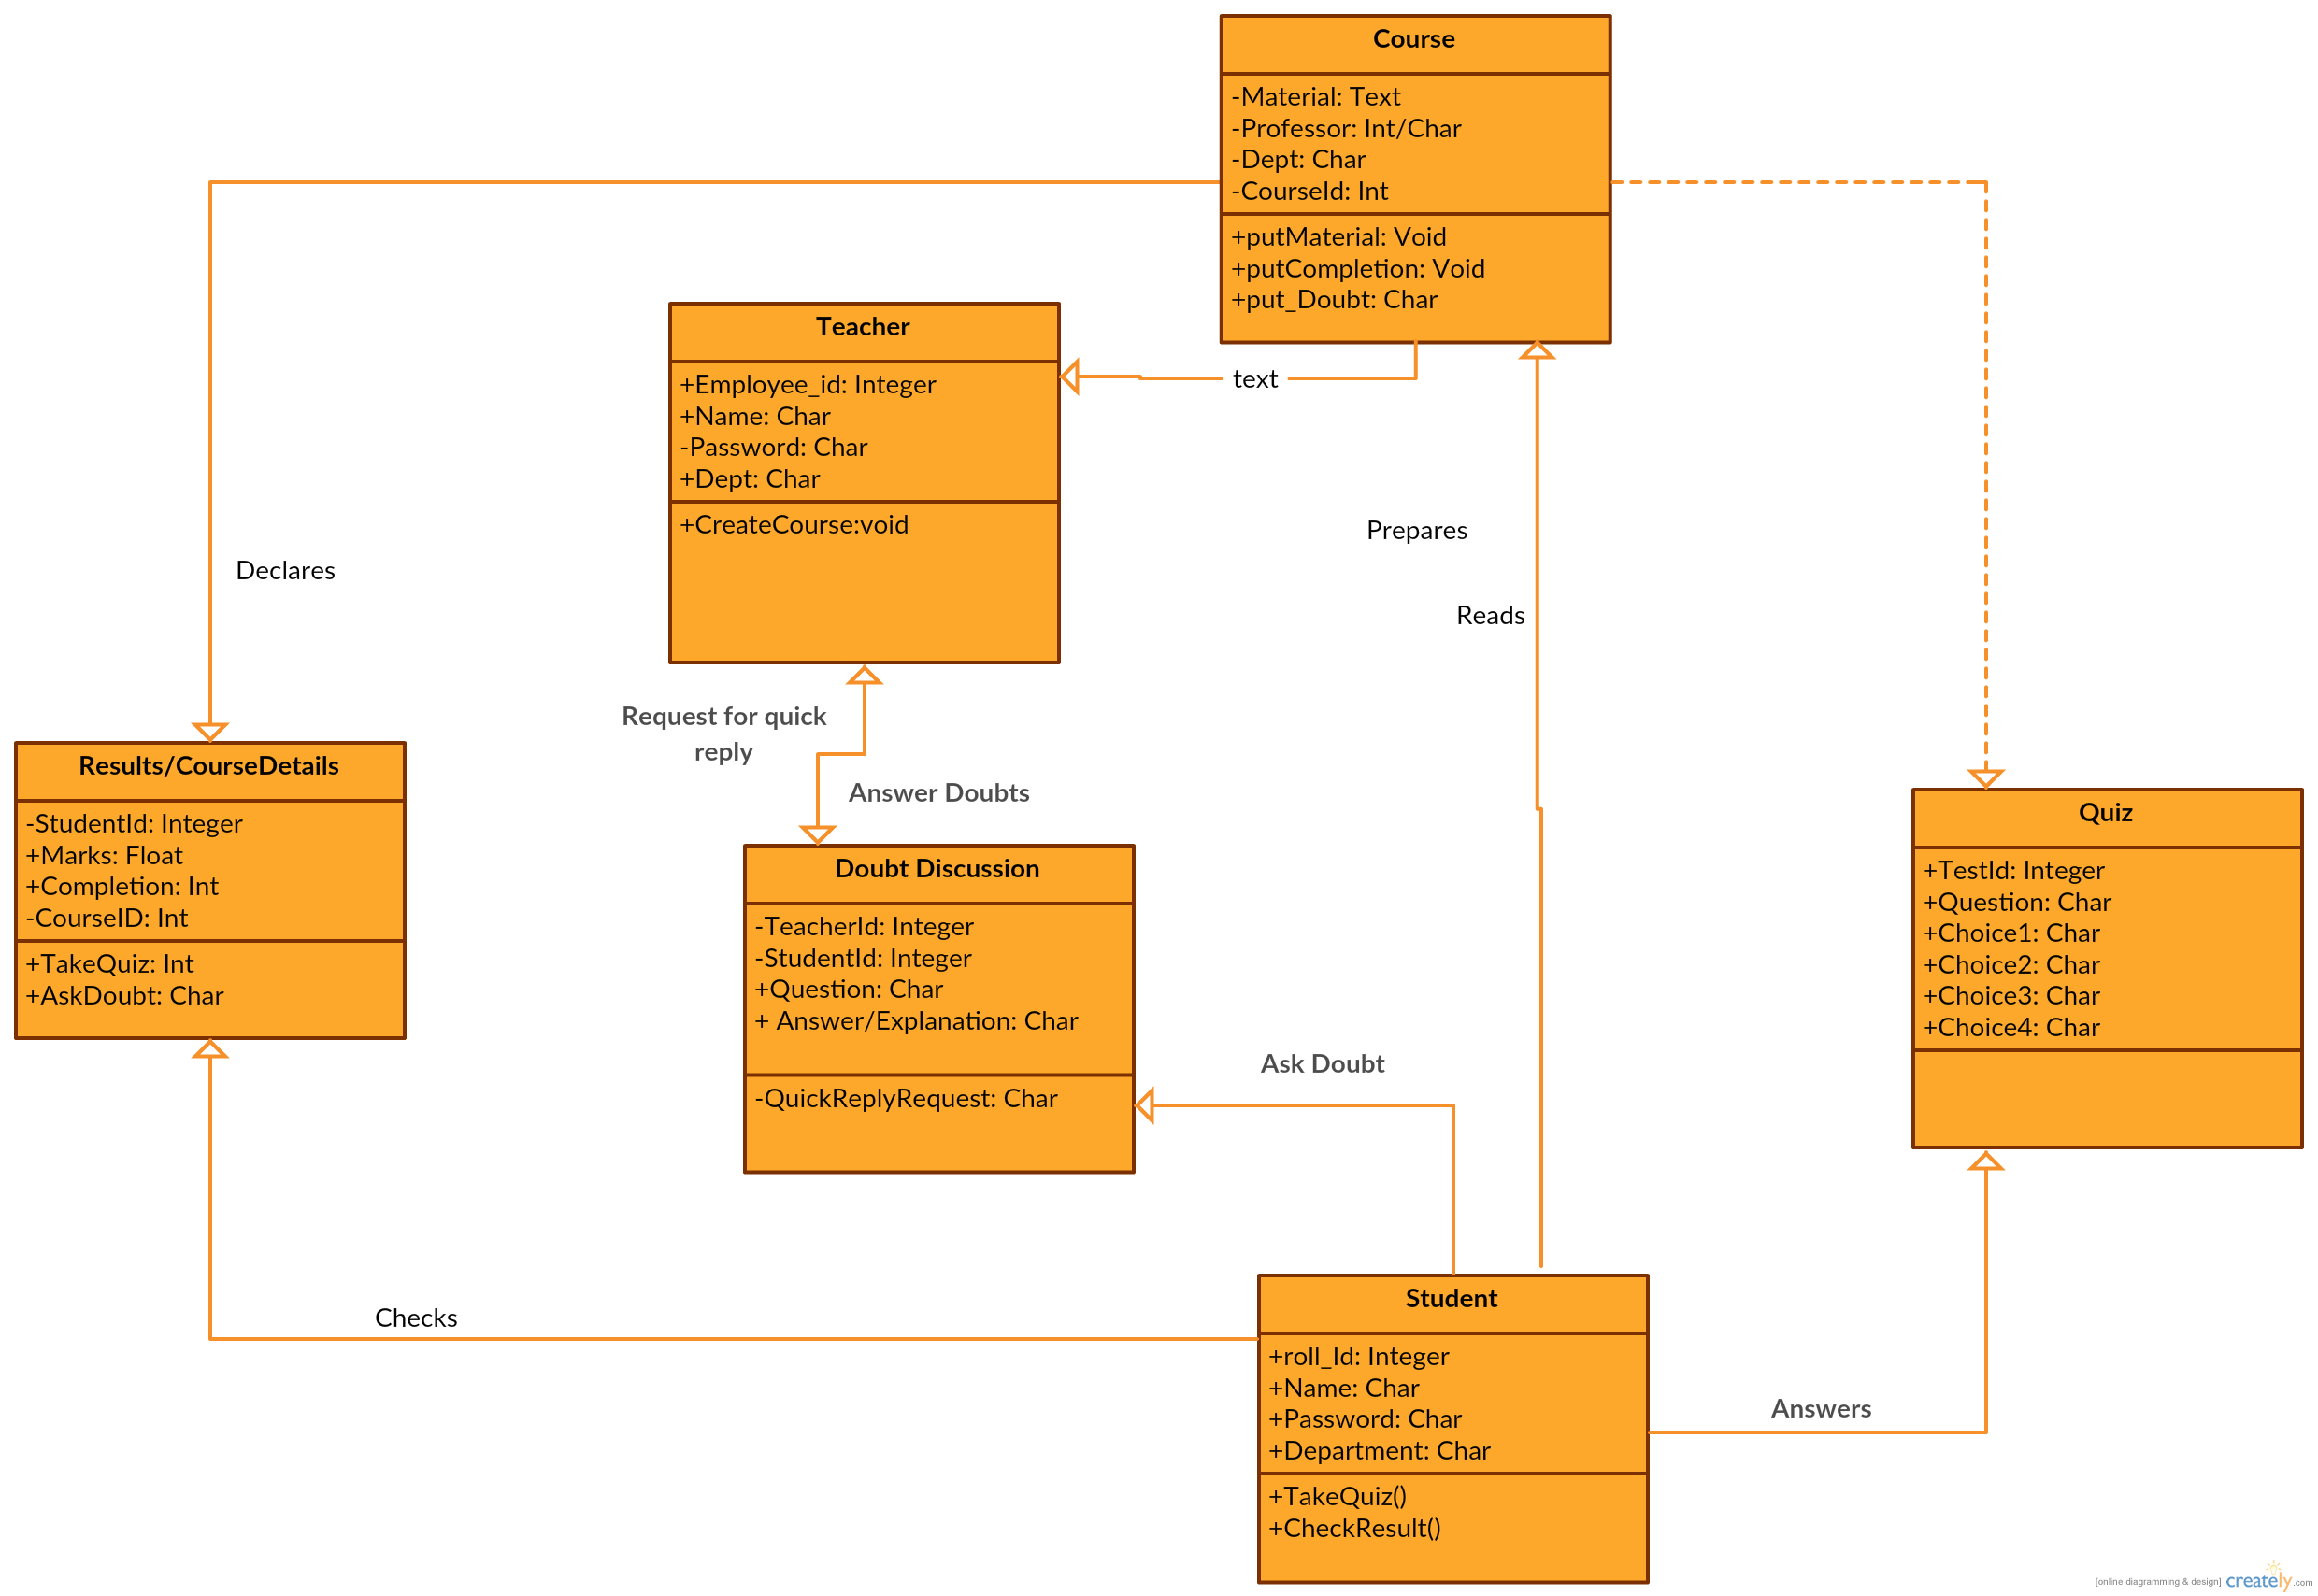 Course
-Material: Text
-Professor: Int/Char
-Dept: Char
-CourseId: Int
+putMaterial: Void
+putCompletion: Void
+put_Doubt: Char
Teacher
+Employee_id: Integer
+Name: Char
-Password: Char
+Dept: Char
+CreateCourse:void
text
Prepares
Reads
Declares
Request for quick
reply
Answer Doubts
Results/CourseDetails
-StudentId: Integer
+Marks: Float
+Completion: Int
-CourseID: Int
+TakeQuiz: Int
+AskDoubt: Char
Doubt Discussion
-TeacherId: Integer
-StudentId: Integer
+Question: Char
+ Answer/Explanation: Char
-QuickReplyRequest: Char
Quiz
+TestId: Integer
+Question: Char
+Choice1: Char
+Choice2: Char
+Choice3: Char
+Choice4: Char
Ask Doubt
Checks
Student
+roll_Id: Integer
+Name: Char
+Password: Char
+Department: Char
+TakeQuiz()
+CheckResult()
Answers
[online diagramming & design] creately.com